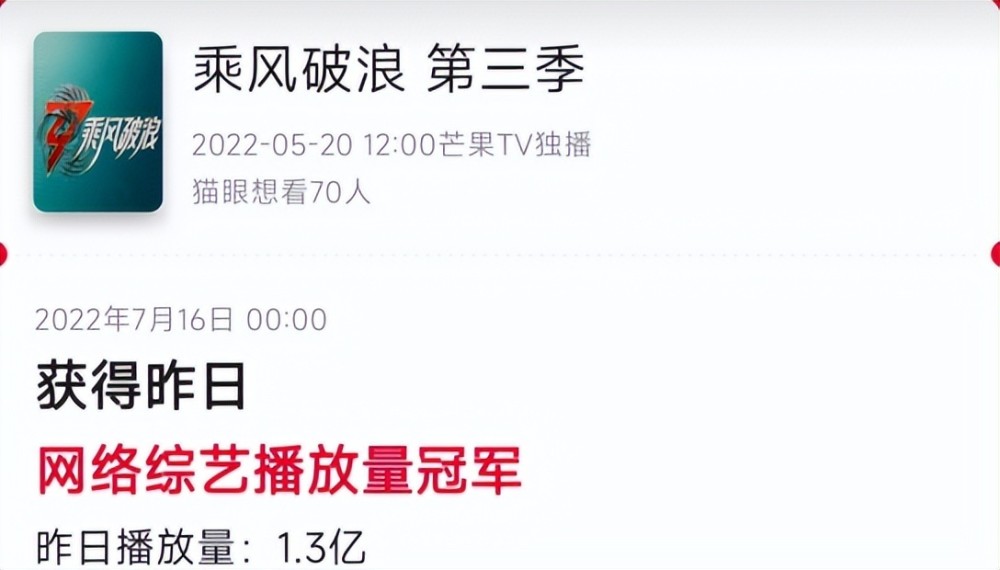 乘风破浪 第三季
乘风破浪
2022-05-20 12:00芒果TV独播
猫眼想看70人
2022年7月16日 00:00
获得昨日
网络综艺播放量冠军
昨日播放量：1.3亿